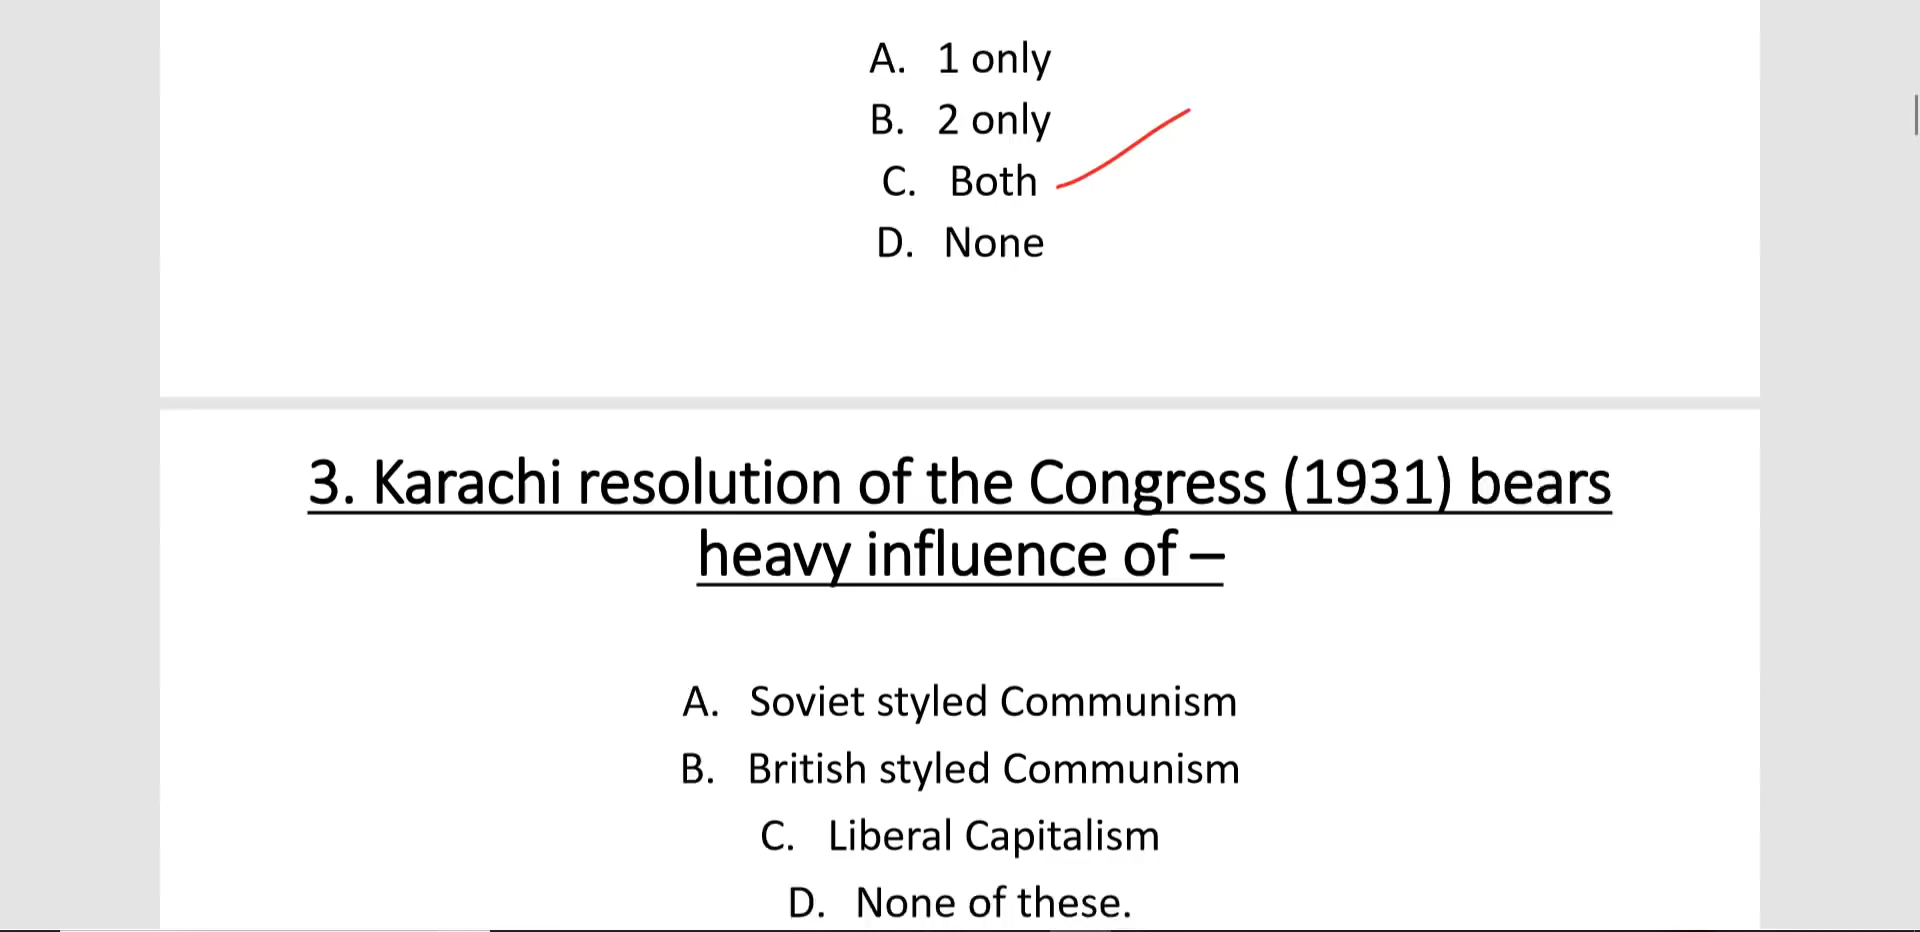 A. 1 only
B. 2 only
C. Both
D. None
3. Karachi resolution of the Congress (1931) bears
heavy influence of –
A. Soviet styled Communism
B. British styled Communism
C. Liberal Capitalism
D. None of these.